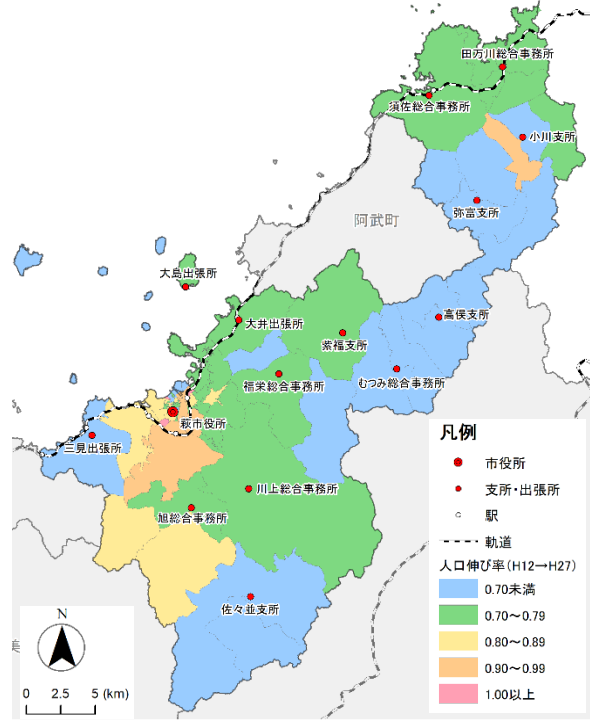 田万川総合事務所
須佐総合事務所
小川支所
弥富支所
阿武町
大島出張所
大井出張所
高俣支所
紫福支所
むつみ総合事務所
福栄総合事務所
萩市役所
三見出張所
川上総合事務所
旭総合事務所
佐々並支所
美
凡例
市役所
支所・出張所
駅
軌道
人口伸び率(H12→H27)
0.70未満
0.70～0.79
0.80～0.89
0.90～0.99
1.00以上
N
0 2.5 5 (km)